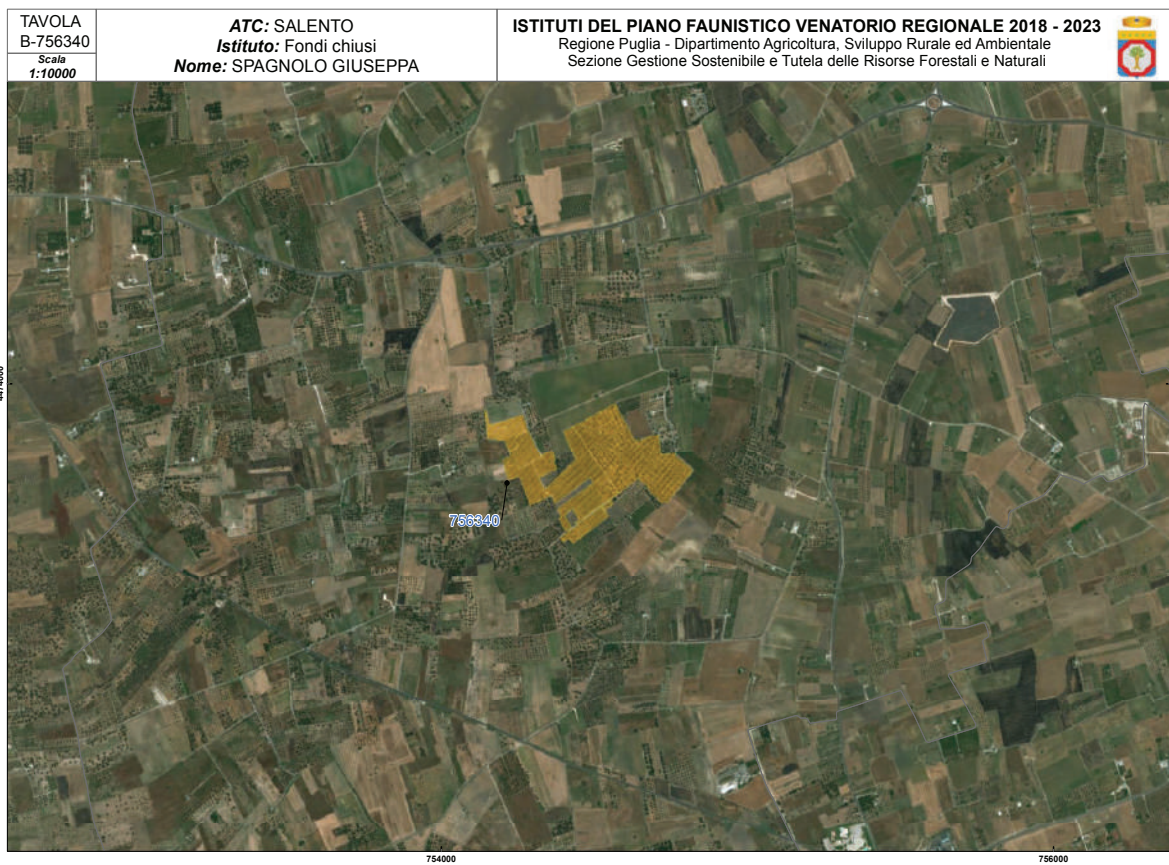 TAVOLA
B-756340
Scala
1:10000
ATC: SALENTO
Istituto: Fondi chiusi
Nome: SPAGNOLO GIUSEPPA
ISTITUTI DEL PIANO FAUNISTICO VENATORIO REGIONALE 2018 - 2023
Regione Puglia - Dipartimento Agricoltura, Sviluppo Rurale ed Ambientale
Sezione Gestione Sostenibile e Tutela delle Risorse Forestali e Naturali
756340
754000
756000